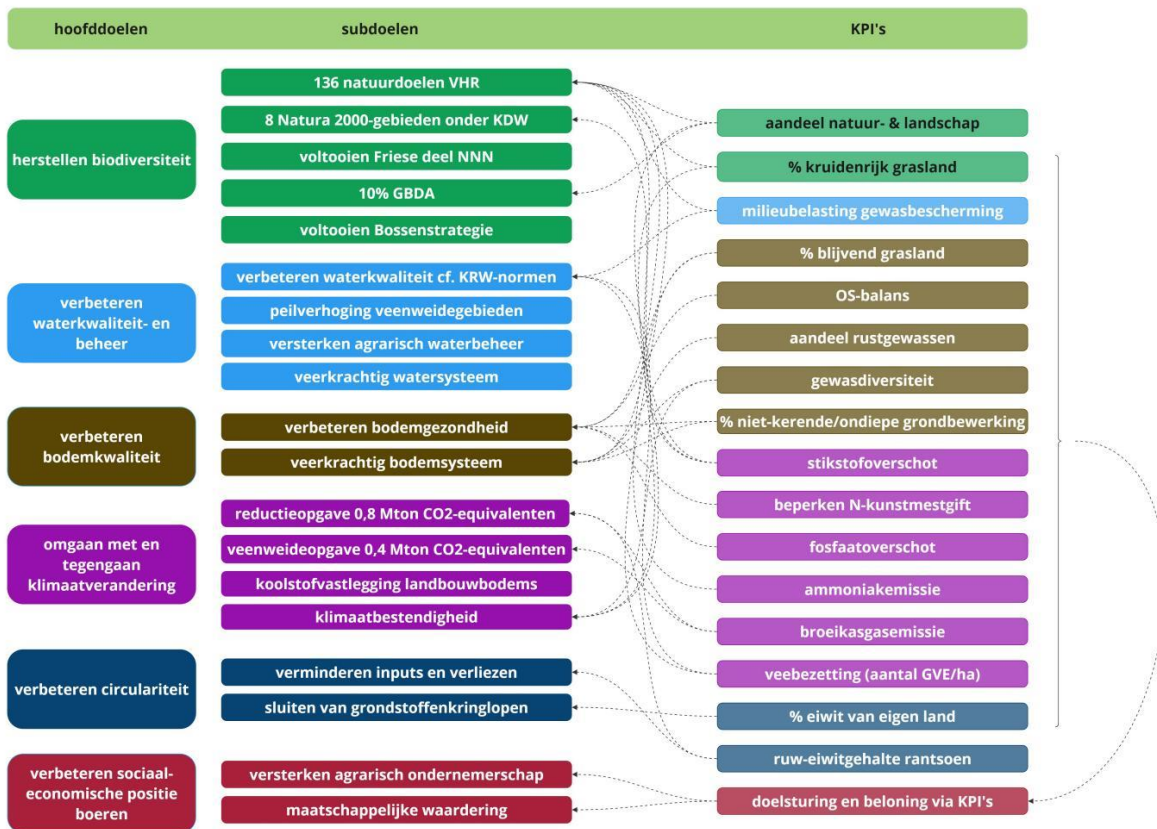 hoofddoelen
subdoelen
KPI's
herstellen biodiversiteit
136 natuurdoelen VHR
8 Natura 2000-gebieden onder KDW
voltooien Friese deel NNN
10% GBDA
voltooien Bossenstrategie
verbeteren
waterkwaliteit- en
beheer
verbeteren waterkwaliteit cf. KRW-normen
peilverhoging veenweidegebieden
versterken agrarisch waterbeheer
veerkrachtig watersysteem
verbeteren
bodemkwaliteit
verbeteren bodemgezondheid
veerkrachtig bodemsysteem
omgaan met en
tegengaan
klimaatverandering
reductieopgave 0,8 Mton CO2-equivalenten
veenweideopgave 0,4 Mton CO2-equivalenten
koolstofvastlegging landbouwbodems
klimaatbestendigheid
verbeteren circulariteit
verminderen inputs en verliezen
sluiten van grondstoffenkringlopen
verbeteren sociaal-
economische positie
boeren
versterken agrarisch ondernemerschap
maatschappelijke waardering
aandeel natuur- & landschap
% kruidenrijk grasland
milieubelasting gewasbescherming
% blijvend grasland
OS-balans
aandeel rustgewassen
gewasdiversiteit
% niet-kerende/ondiepe grondbewerking
stikstofoverschot
beperken N-kunstmestgift
fosfaatoverschot
ammoniakemissie
broeikasgasemissie
veebezetting (aantal GVE/ha)
% eiwit van eigen land
ruw-eiwitgehalte rantsoen
doelsturing en beloning via KPI's